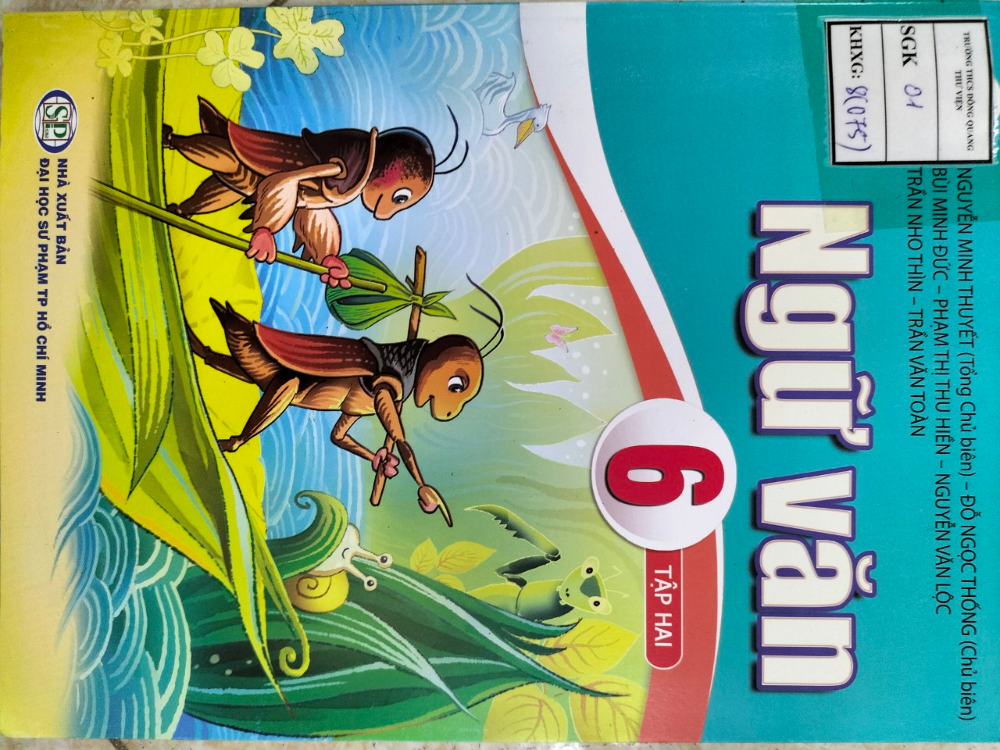 TRƯỜNG THCS ĐÔNG QUANG
THƯ VIỆN
SGK 01
KHXG: 8(075)
NGUYỄN MINH THUYẾT (Tổng Chủ biên) – ĐỖ NGỌC THỐNG (Chủ biên)
BÙI MINH ĐỨC – PHẠM THỊ THU HIỀN – NGUYỄN VĂN LỘC
TRẦN NHO THÌN – TRẦN VĂN TOÀN
Ngữ văn
6
TẬP HAI
SP
NHÀ XUẤT BẢN
ĐẠI HỌC SƯ PHẠM TP HỒ CHÍ MINH